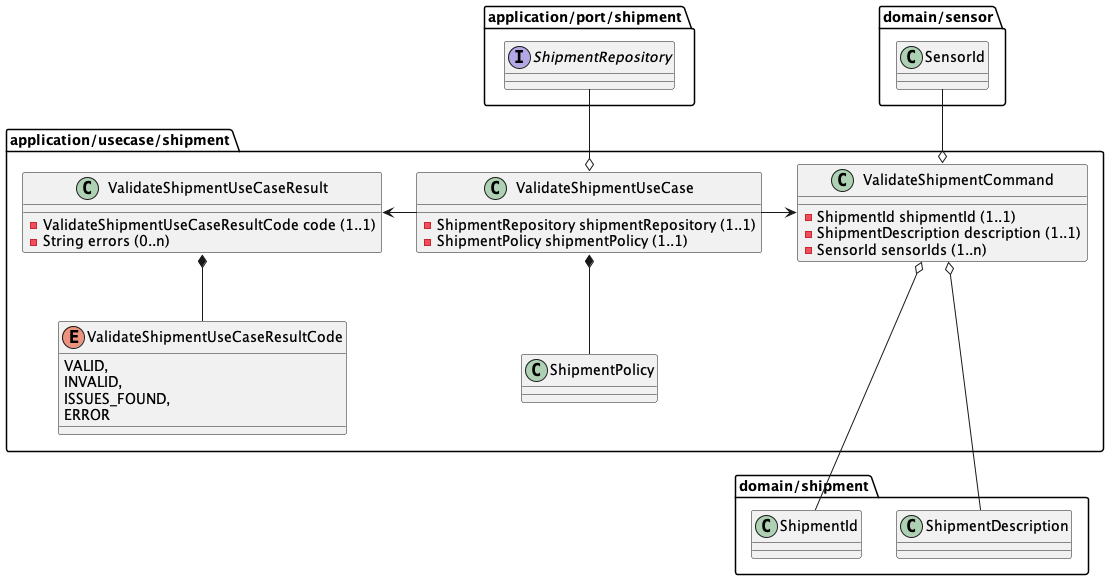 application/port/shipment
I ShipmentRepository
domain/sensor
C SensorId
application/usecase/shipment
C ValidateShipmentUseCaseResult
ValidateShipmentUseCaseResultCode code (1..1)
String errors (0..n)
C ValidateShipmentUseCase
ShipmentRepository shipmentRepository (1..1)
ShipmentPolicy shipmentPolicy (1..1)
C ValidateShipmentCommand
ShipmentId shipmentId (1..1)
ShipmentDescription description (1..1)
SensorId sensorIds (1..n)
E ValidateShipmentUseCaseResultCode
VALID,
INVALID,
ISSUES_FOUND,
ERROR
C ShipmentPolicy
domain/shipment
C ShipmentId
C ShipmentDescription